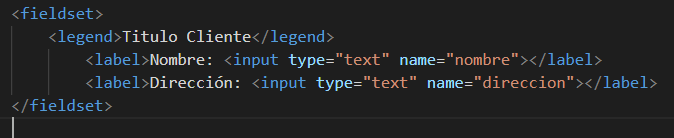 <fieldset>
<legend>Titulo Cliente</legend>
<label>Nombre: <input type="text" name="nombre"></label>
<label>Dirección: <input type="text" name="direccion"></label>
</fieldset>